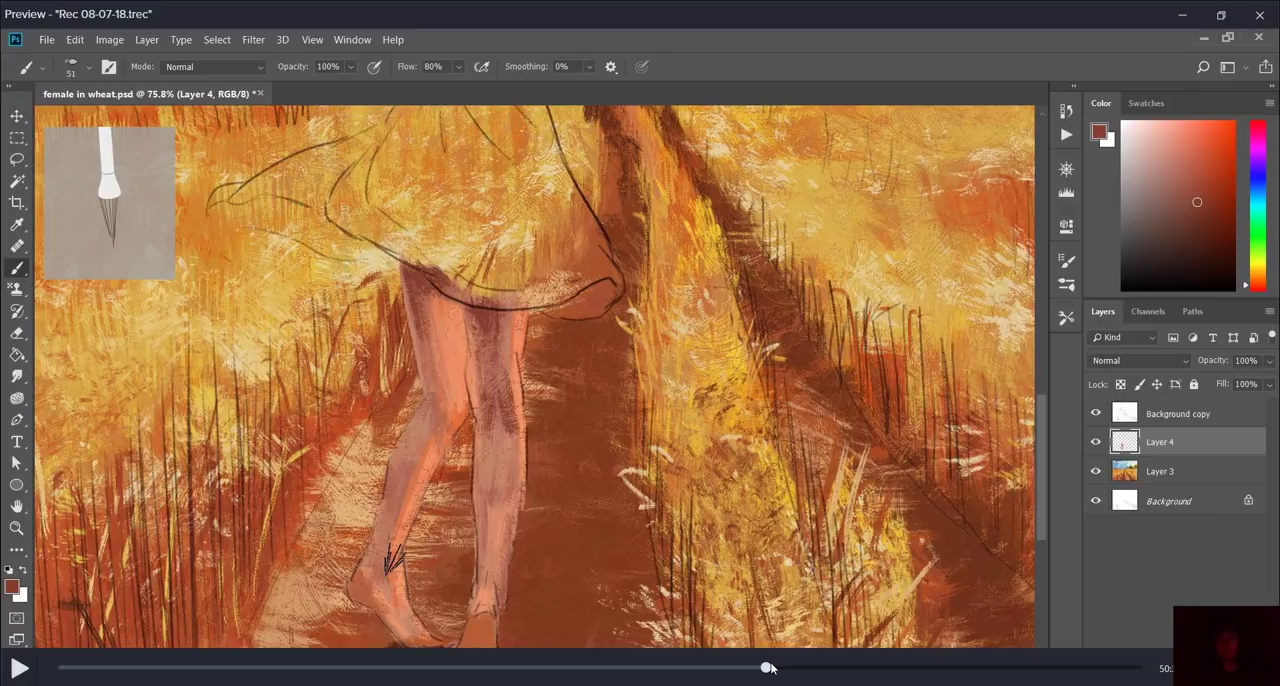 Preview - "Rec 08-07-18.trec"
Ps File Edit Image Layer Type Select Filter 3D View Window Help
51 Mode: Normal Opacity: 100% Flow: 80% Smoothing: 0%
female in wheat.psd @ 75.8% (Layer 4, RGB/8) *
Color Swatches
Layers Channels Paths
Kind
Normal Opacity: 100%
Lock: Fill: 100%
Background copy
Layer 4
Layer 3
Background